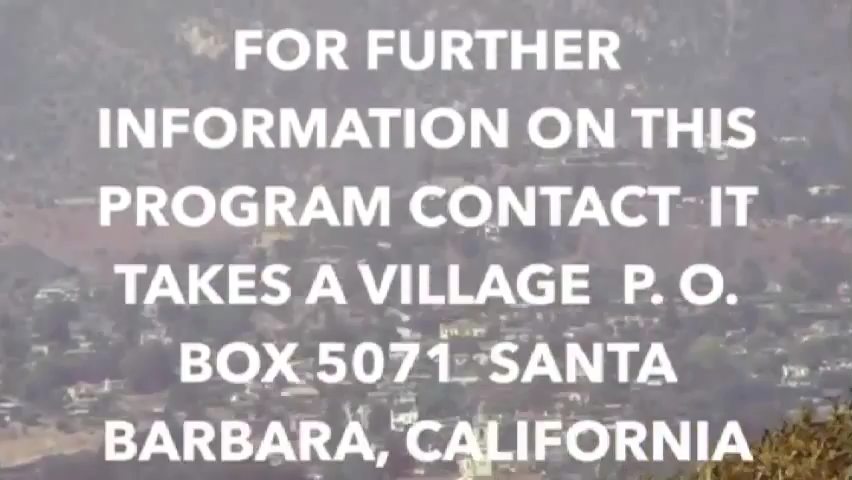 FOR FURTHER
INFORMATION ON THIS
PROGRAM CONTACT IT
TAKES A VILLAGE P. O.
BOX 5071 SANTA
BARBARA, CALIFORNIA